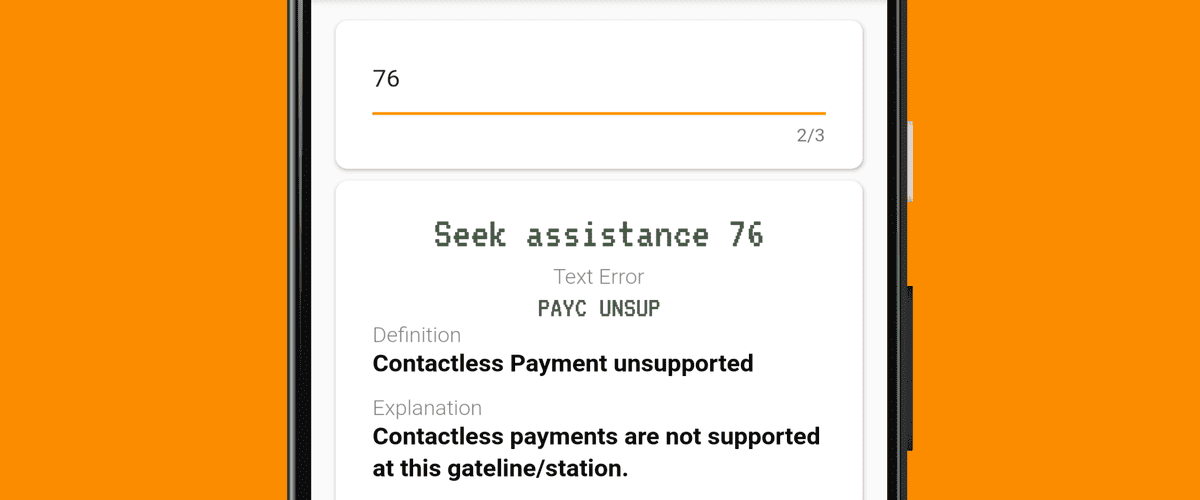 76
2/3
Seek assistance 76
Text Error
PAYC UNSUP
Definition
Contactless Payment unsupported
Explanation
Contactless payments are not supported
at this gateline/station.